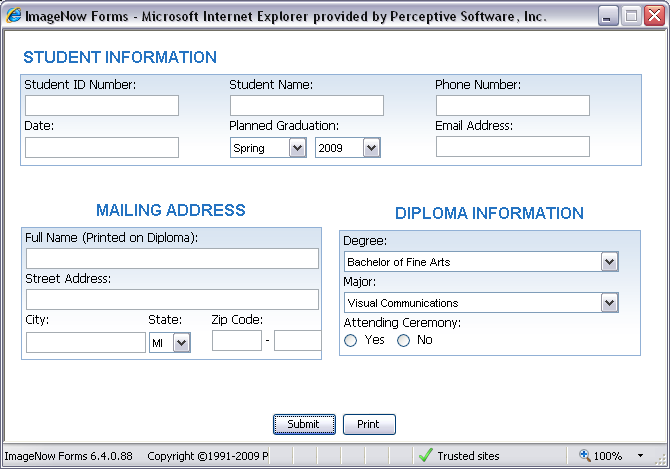 ImageNow Forms - Microsoft Internet Explorer provided by Perceptive Software, Inc.
STUDENT INFORMATION
Student ID Number: Student Name: Phone Number:
Date: Planned Graduation: Email Address:
Spring 2009
MAILING ADDRESS
DIPLOMA INFORMATION
Full Name (Printed on Diploma):
Street Address:
City: State: Zip Code:
MI -
Degree:
Bachelor of Fine Arts
Major:
Visual Communications
Attending Ceremony:
Yes No
Submit Print
ImageNow Forms 6.4.0.88 Copyright ©1991-2009 P Trusted sites 100%